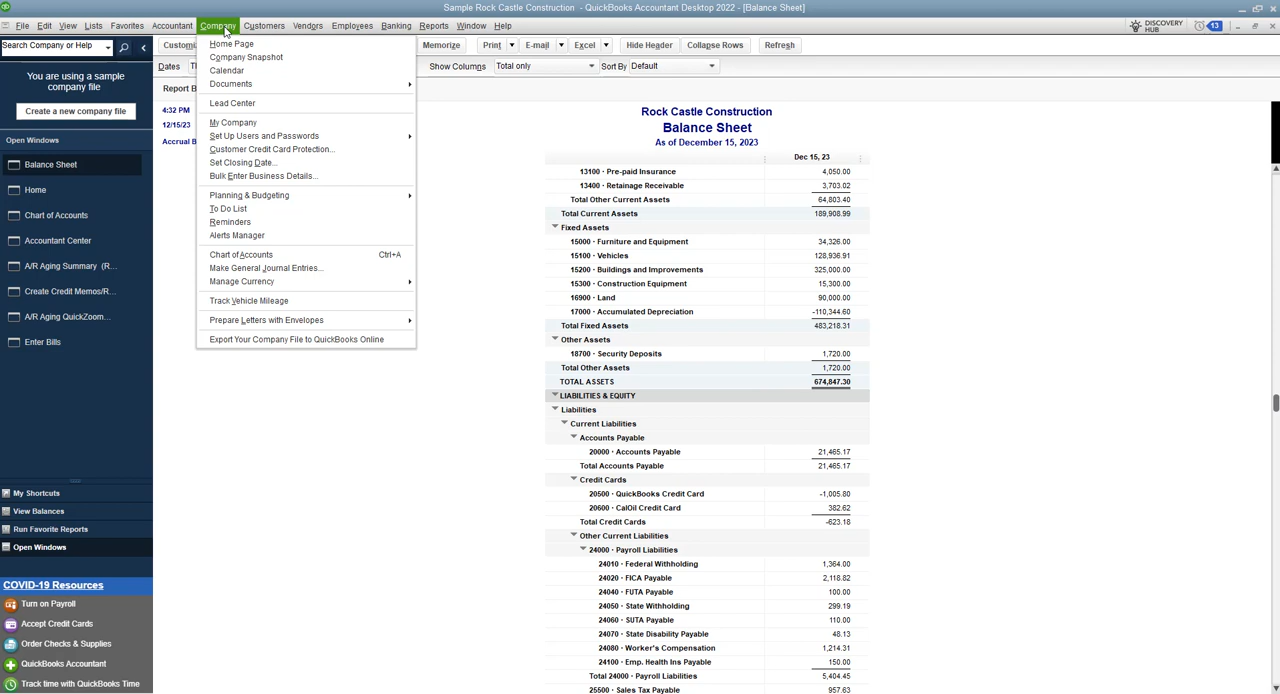 Sample Rock Castle Construction - QuickBooks Accountant Desktop 2022 - [Balance Sheet]
File Edit View Lists Favorites Accountant Company Customers Vendors Employees Banking Reports Window Help
DISCOVERY HUB 13
Search Company or Help
Memorize Print E-mail Excel Hide Header Collapse Rows Refresh
Dates Show Columns Total only Sort By Default
You are using a sample
company file
Create a new company file
Open Windows
Balance Sheet
Home
Chart of Accounts
Accountant Center
A/R Aging Summary (R...
Create Credit Memos/R...
A/R Aging QuickZoom...
Enter Bills
My Shortcuts
View Balances
Run Favorite Reports
Open Windows
COVID-19 Resources
Turn on Payroll
Accept Credit Cards
Order Checks & Supplies
QuickBooks Accountant
Track time with QuickBooks Time
4:32 PM
12/15/23
Accrual B
Home Page
Company Snapshot
Calendar
Documents
Lead Center
My Company
Set Up Users and Passwords
Customer Credit Card Protection...
Set Closing Date...
Bulk Enter Business Details...
Planning & Budgeting
To Do List
Reminders
Alerts Manager
Chart of Accounts Ctrl+A
Make General Journal Entries...
Manage Currency
Track Vehicle Mileage
Prepare Letters with Envelopes
Export Your Company File to QuickBooks Online
Rock Castle Construction
Balance Sheet
As of December 15, 2023
Dec 15, 23
13100 · Pre-paid Insurance 4,050.00
13400 · Retainage Receivable 3,703.02
Total Other Current Assets 64,803.40
Total Current Assets 189,908.99
Fixed Assets
15000 · Furniture and Equipment 34,326.00
15100 · Vehicles 128,936.91
15200 · Buildings and Improvements 325,000.00
15300 · Construction Equipment 15,300.00
16900 · Land 90,000.00
17000 · Accumulated Depreciation -110,344.60
Total Fixed Assets 483,218.31
Other Assets
18700 · Security Deposits 1,720.00
Total Other Assets 1,720.00
TOTAL ASSETS 674,847.30
LIABILITIES & EQUITY
Liabilities
Current Liabilities
Accounts Payable
20000 · Accounts Payable 21,465.17
Total Accounts Payable 21,465.17
Credit Cards
20500 · QuickBooks Credit Card -1,005.80
20600 · CalOil Credit Card 382.62
Total Credit Cards -623.18
Other Current Liabilities
24000 · Payroll Liabilities
24010 · Federal Withholding 1,364.00
24020 · FICA Payable 2,118.82
24040 · FUTA Payable 100.00
24050 · State Withholding 299.19
24060 · SUTA Payable 110.00
24070 · State Disability Payable 48.13
24080 · Worker's Compensation 1,214.31
24100 · Emp. Health Ins Payable 150.00
Total 24000 · Payroll Liabilities 5,404.45
25500 · Sales Tax Payable 957.63